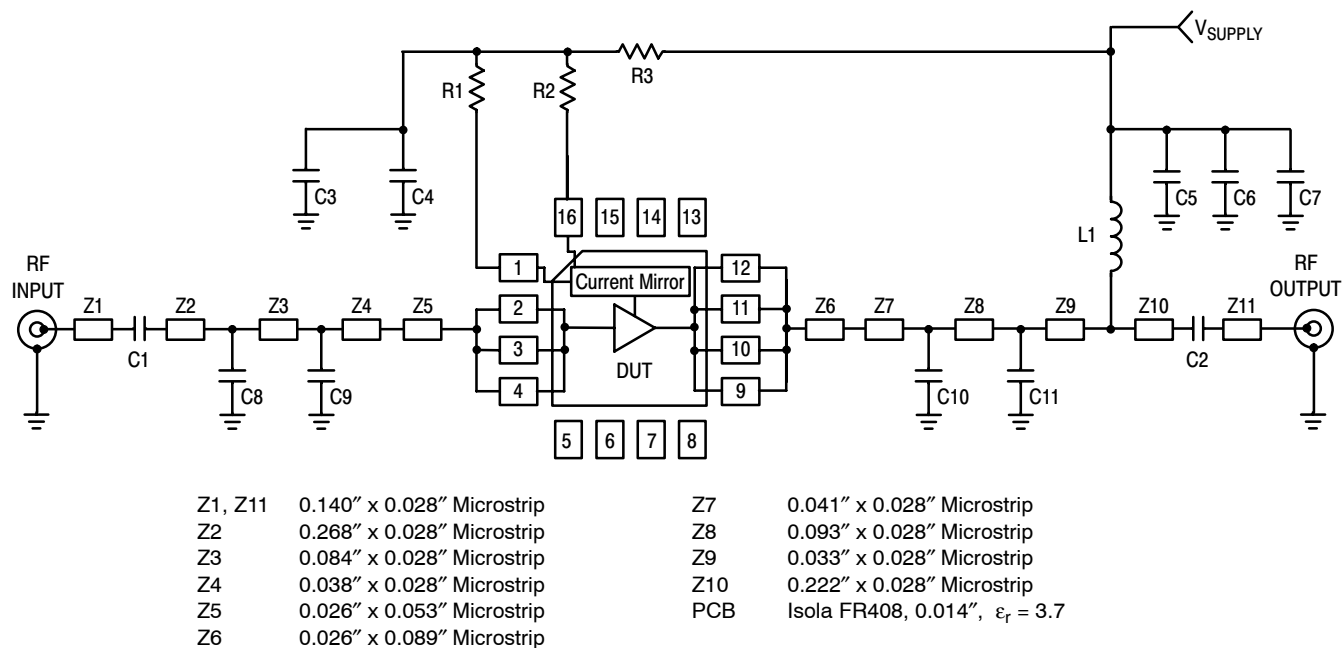 V_SUPPLY
R3
R1
R2
C3
C4
C5
C6
C7
16
15
14
13
L1
RF
INPUT
RF
OUTPUT
1
Current Mirror
12
2
11
3
10
4
9
DUT
Z1
Z2
Z3
Z4
Z5
Z6
Z7
Z8
Z9
Z10
Z11
C1
C2
C8
C9
C10
C11
5
6
7
8
Z1, Z11 0.140″ x 0.028″ Microstrip
Z2 0.268″ x 0.028″ Microstrip
Z3 0.084″ x 0.028″ Microstrip
Z4 0.038″ x 0.028″ Microstrip
Z5 0.026″ x 0.053″ Microstrip
Z6 0.026″ x 0.089″ Microstrip
Z7 0.041″ x 0.028″ Microstrip
Z8 0.093″ x 0.028″ Microstrip
Z9 0.033″ x 0.028″ Microstrip
Z10 0.222″ x 0.028″ Microstrip
PCB Isola FR408, 0.014″, εr = 3.7